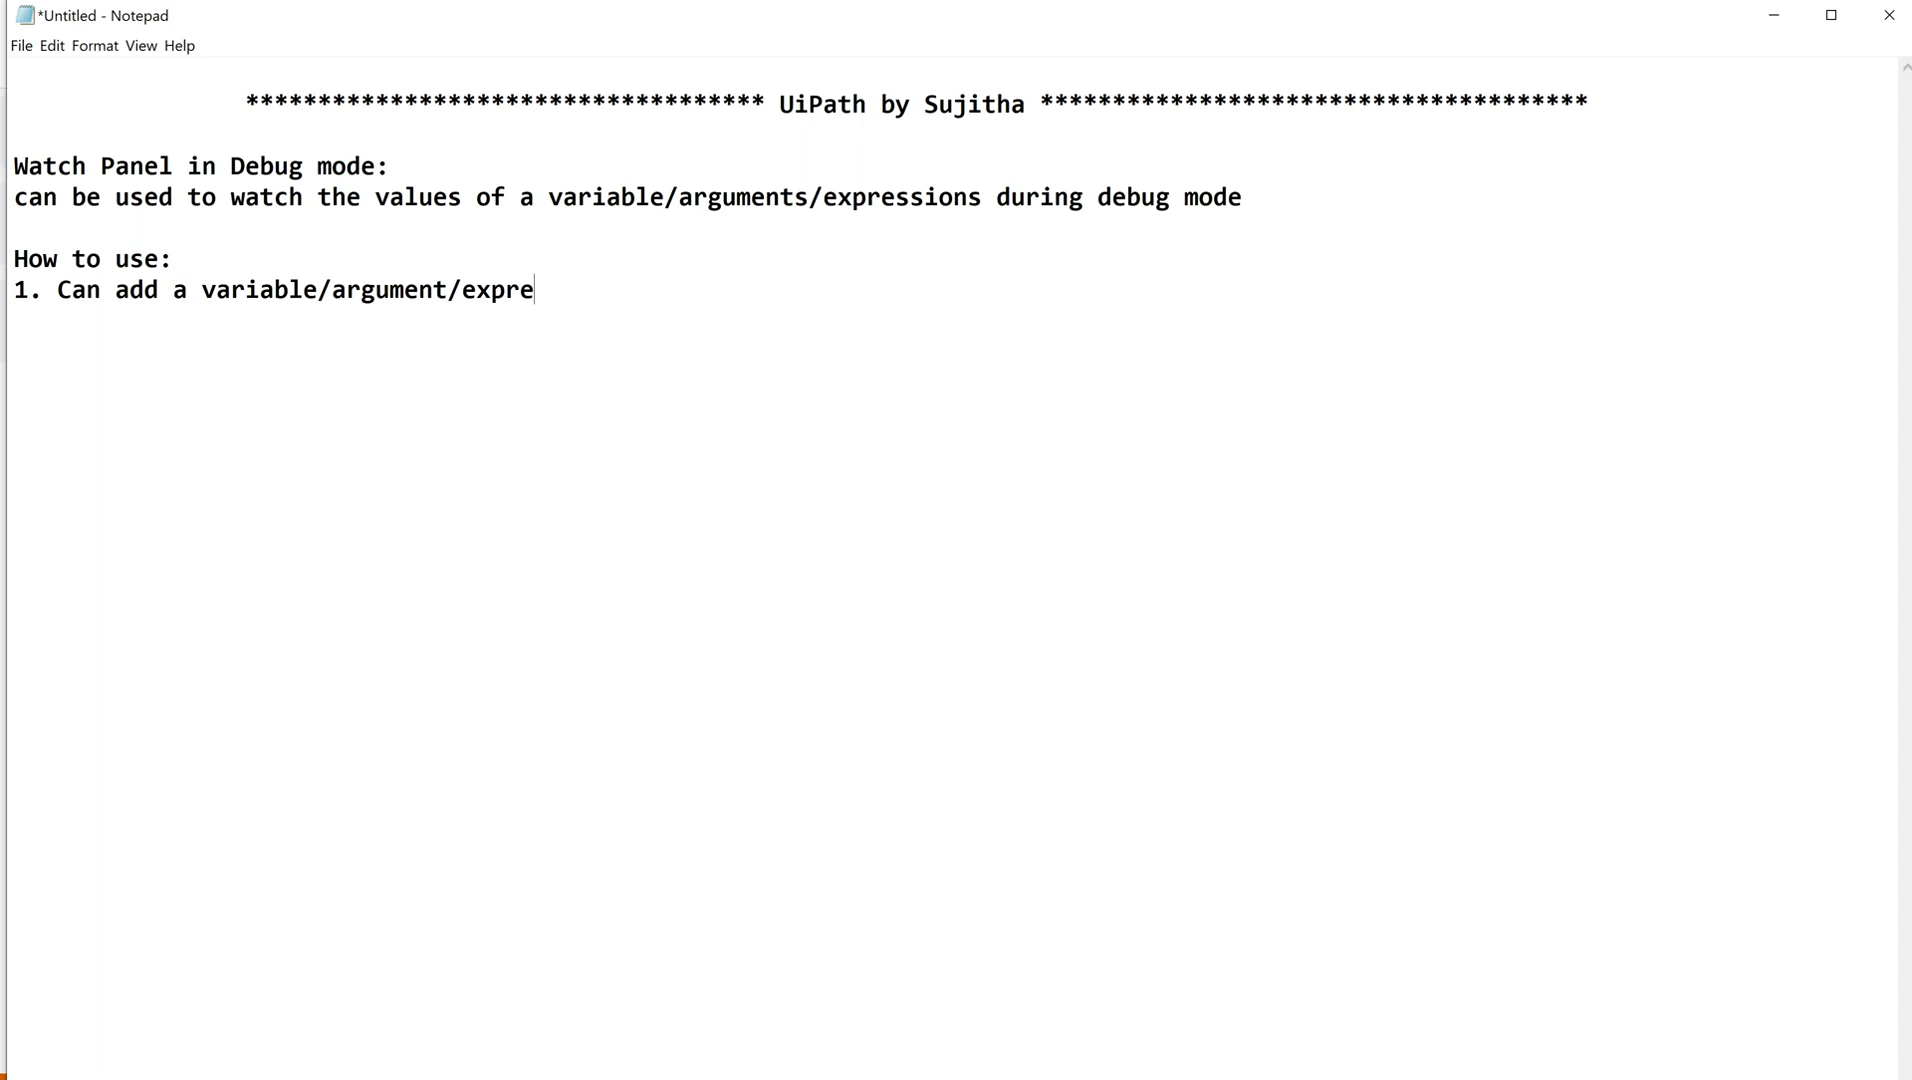 *Untitled - Notepad
File Edit Format View Help
************************************ UiPath by Sujitha **************************************
Watch Panel in Debug mode:
can be used to watch the values of a variable/arguments/expressions during debug mode
How to use:
1. Can add a variable/argument/expre